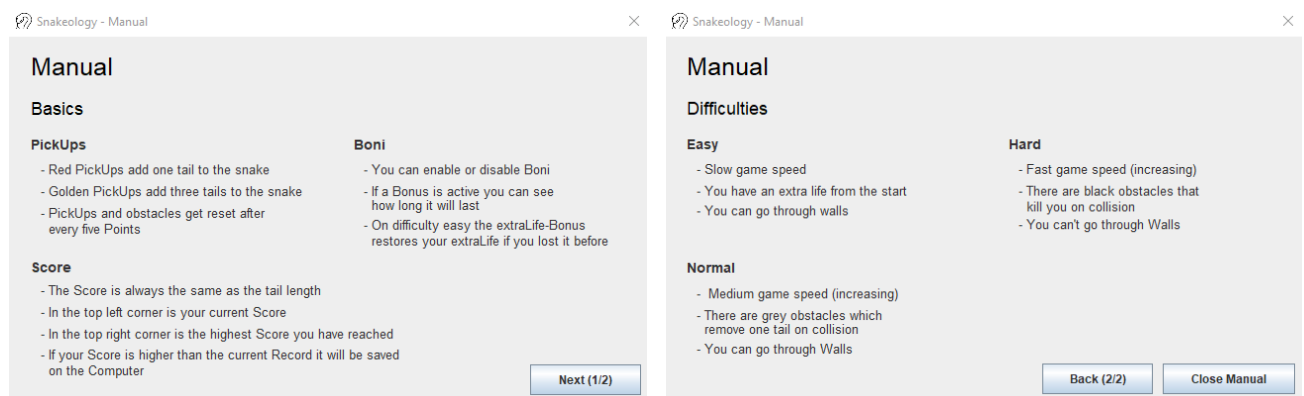 Snakeology - Manual
Manual
Basics
PickUps
- Red PickUps add one tail to the snake
- Golden PickUps add three tails to the snake
- PickUps and obstacles get reset after
every five Points
Boni
- You can enable or disable Boni
- If a Bonus is active you can see
how long it will last
- On difficulty easy the extraLife-Bonus
restores your extraLife if you lost it before
Score
- The Score is always the same as the tail length
- In the top left corner is your current Score
- In the top right corner is the highest Score you have reached
- If your Score is higher than the current Record it will be saved
on the Computer
Next (1/2)
Snakeology - Manual
Manual
Difficulties
Easy
- Slow game speed
- You have an extra life from the start
- You can go through walls
Hard
- Fast game speed (increasing)
- There are black obstacles that
kill you on collision
- You can't go through Walls
Normal
- Medium game speed (increasing)
- There are grey obstacles which
remove one tail on collision
- You can go through Walls
Back (2/2)
Close Manual